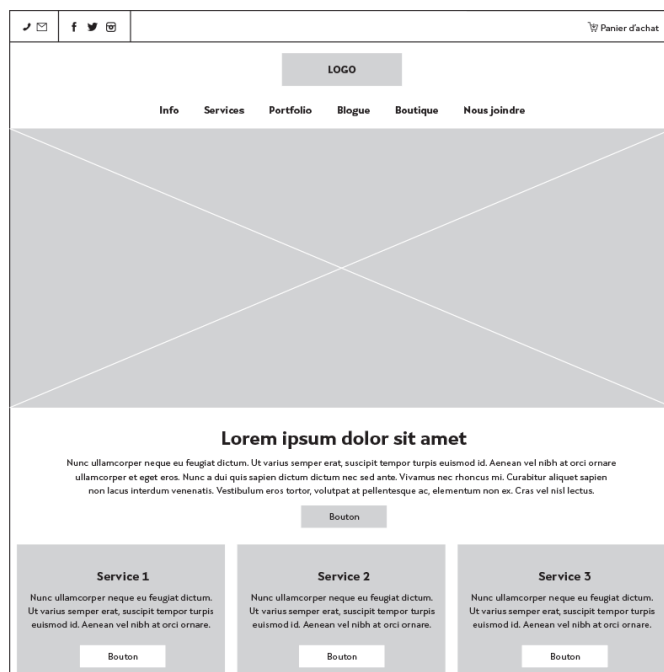 Panier d'achat
LOGO
Info Services Portfolio Blogue Boutique Nous joindre
Lorem ipsum dolor sit amet
Nunc ullamcorper neque eu feugiat dictum. Ut varius semper erat, suscipit tempor turpis euismod id. Aenean vel nibh at orci ornare
ullamcorper et eget eros. Nunc a dui quis sapien dictum dictum nec sed ante. Vivamus nec rhoncus mi. Curabitur aliquet sapien
non lacus interdum venenatis. Vestibulum eros tortor, volutpat at pellentesque ac, elementum non ex. Cras vel nisl lectus.
Bouton
Service 1
Nunc ullamcorper neque eu feugiat dictum.
Ut varius semper erat, suscipit tempor turpis
euismod id. Aenean vel nibh at orci ornare.
Bouton
Service 2
Nunc ullamcorper neque eu feugiat dictum.
Ut varius semper erat, suscipit tempor turpis
euismod id. Aenean vel nibh at orci ornare.
Bouton
Service 3
Nunc ullamcorper neque eu feugiat dictum.
Ut varius semper erat, suscipit tempor turpis
euismod id. Aenean vel nibh at orci ornare.
Bouton